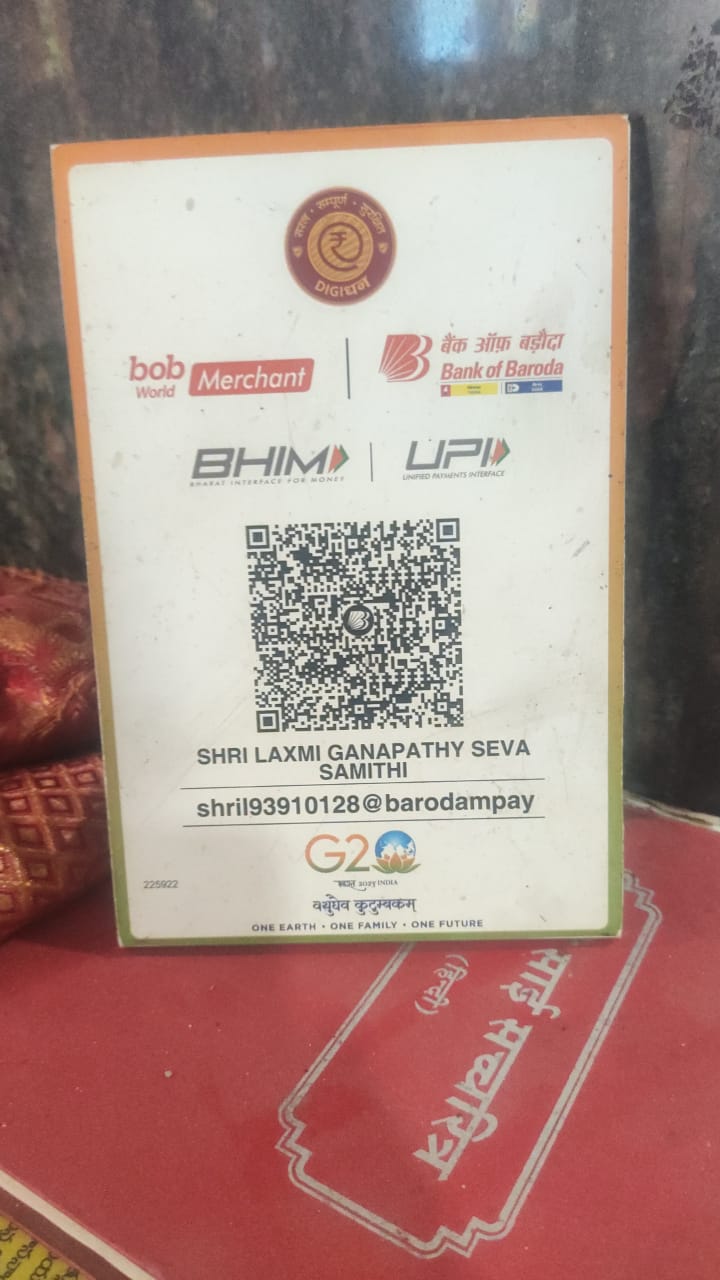 सरल · सम्पूर्ण · सुरक्षित
DIGIधन
bob
World
Merchant
बैंक ऑफ़ बड़ौदा
Bank of Baroda
BHIM
BHARAT INTERFACE FOR MONEY
UPI
UNIFIED PAYMENTS INTERFACE
SHRI LAXMI GANAPATHY SEVA
SAMITHI
shril93910128@barodampay
G20
भारत 2023 INDIA
225922
वसुधैव कुटुम्बकम्
ONE EARTH • ONE FAMILY • ONE FUTURE
साई सच्चरित्र
(हिन्दी)